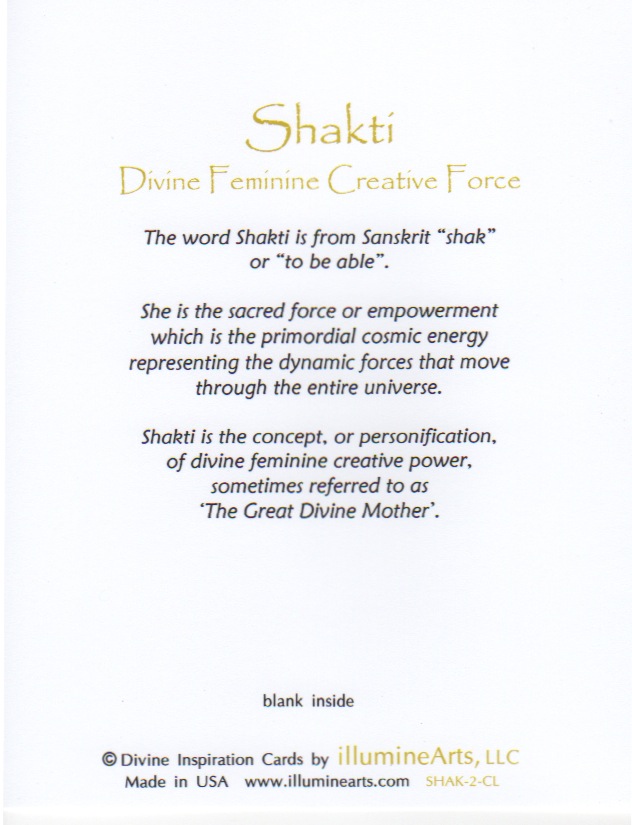 Shakti
Divine Feminine Creative Force
The word Shakti is from Sanskrit “shak”
or “to be able”.
She is the sacred force or empowerment
which is the primordial cosmic energy
representing the dynamic forces that move
through the entire universe.
Shakti is the concept, or personification,
of divine feminine creative power,
sometimes referred to as
‘The Great Divine Mother’.
blank inside
© Divine Inspiration Cards by illumineArts, LLC
Made in USA www.illuminearts.com SHAK-2-CL